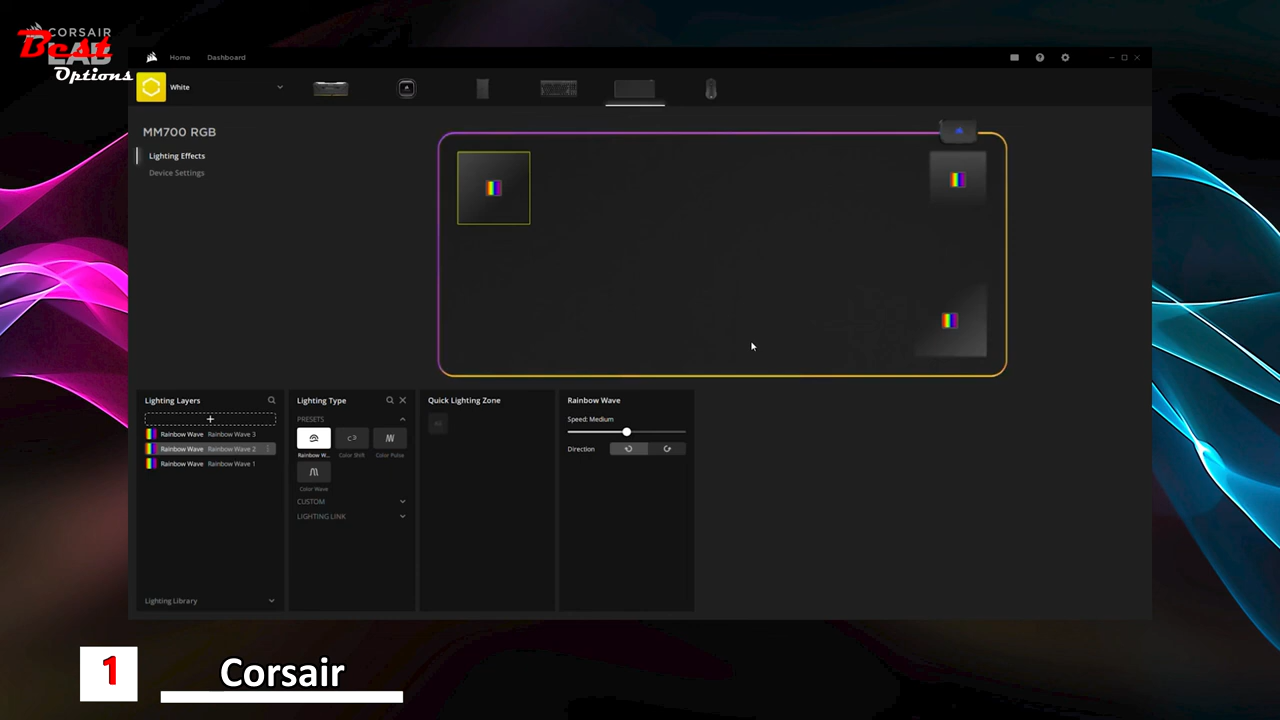 CORSAIR
LAB
Best
Options
Home Dashboard
White
MM700 RGB
Lighting Effects
Device Settings
Lighting Layers
+
Rainbow Wave Rainbow Wave 3
Rainbow Wave Rainbow Wave 2
Rainbow Wave Rainbow Wave 1
Lighting Library
Lighting Type
PRESETS
Rainbow W...
Color Shift
Color Pulse
Color Wave
CUSTOM
LIGHTING LINK
Quick Lighting Zone
Rainbow Wave
Speed: Medium
Direction
1
Corsair